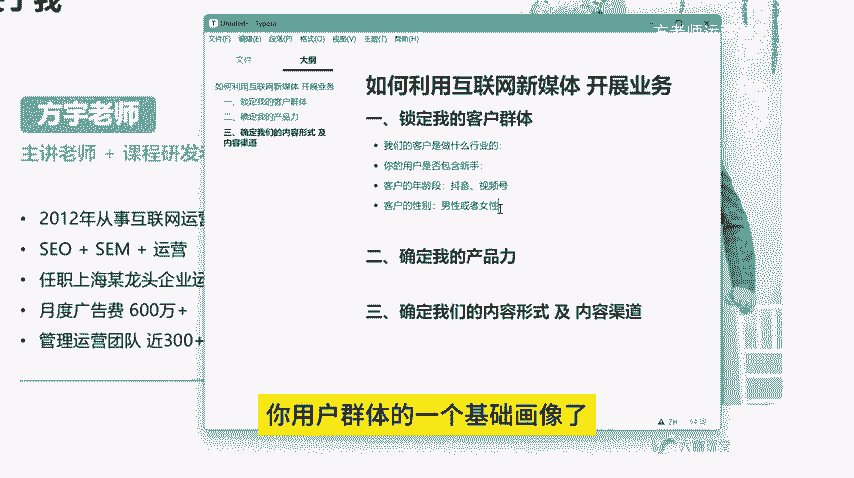 于我
方宇老师
主讲老师 + 课程研发
• 2012年从事互联网运营
• SEO + SEM + 运营
• 任职上海某龙头企业运
• 月度广告费 600万+
• 管理运营团队 近300+
Untitled - Typora
文件(F) 编辑(E) 段落(P) 格式(O) 视图(V) 主题(T) 帮助(H)
文件 大纲
如何利用互联网新媒体 开展业务
一、锁定我的客户群体
二、确定我的产品力
三、确定我们的内容形式 及
内容渠道
如何利用互联网新媒体 开展业务
一、锁定我的客户群体
• 我们的客户是做什么行业的:
• 你的用户是否包含新手:
• 客户的年龄段：抖音、视频号
• 客户的性别：男性或者女性
二、确定我的产品力
三、确定我们的内容形式 及 内容渠道
你用户群体的一个基础画像了